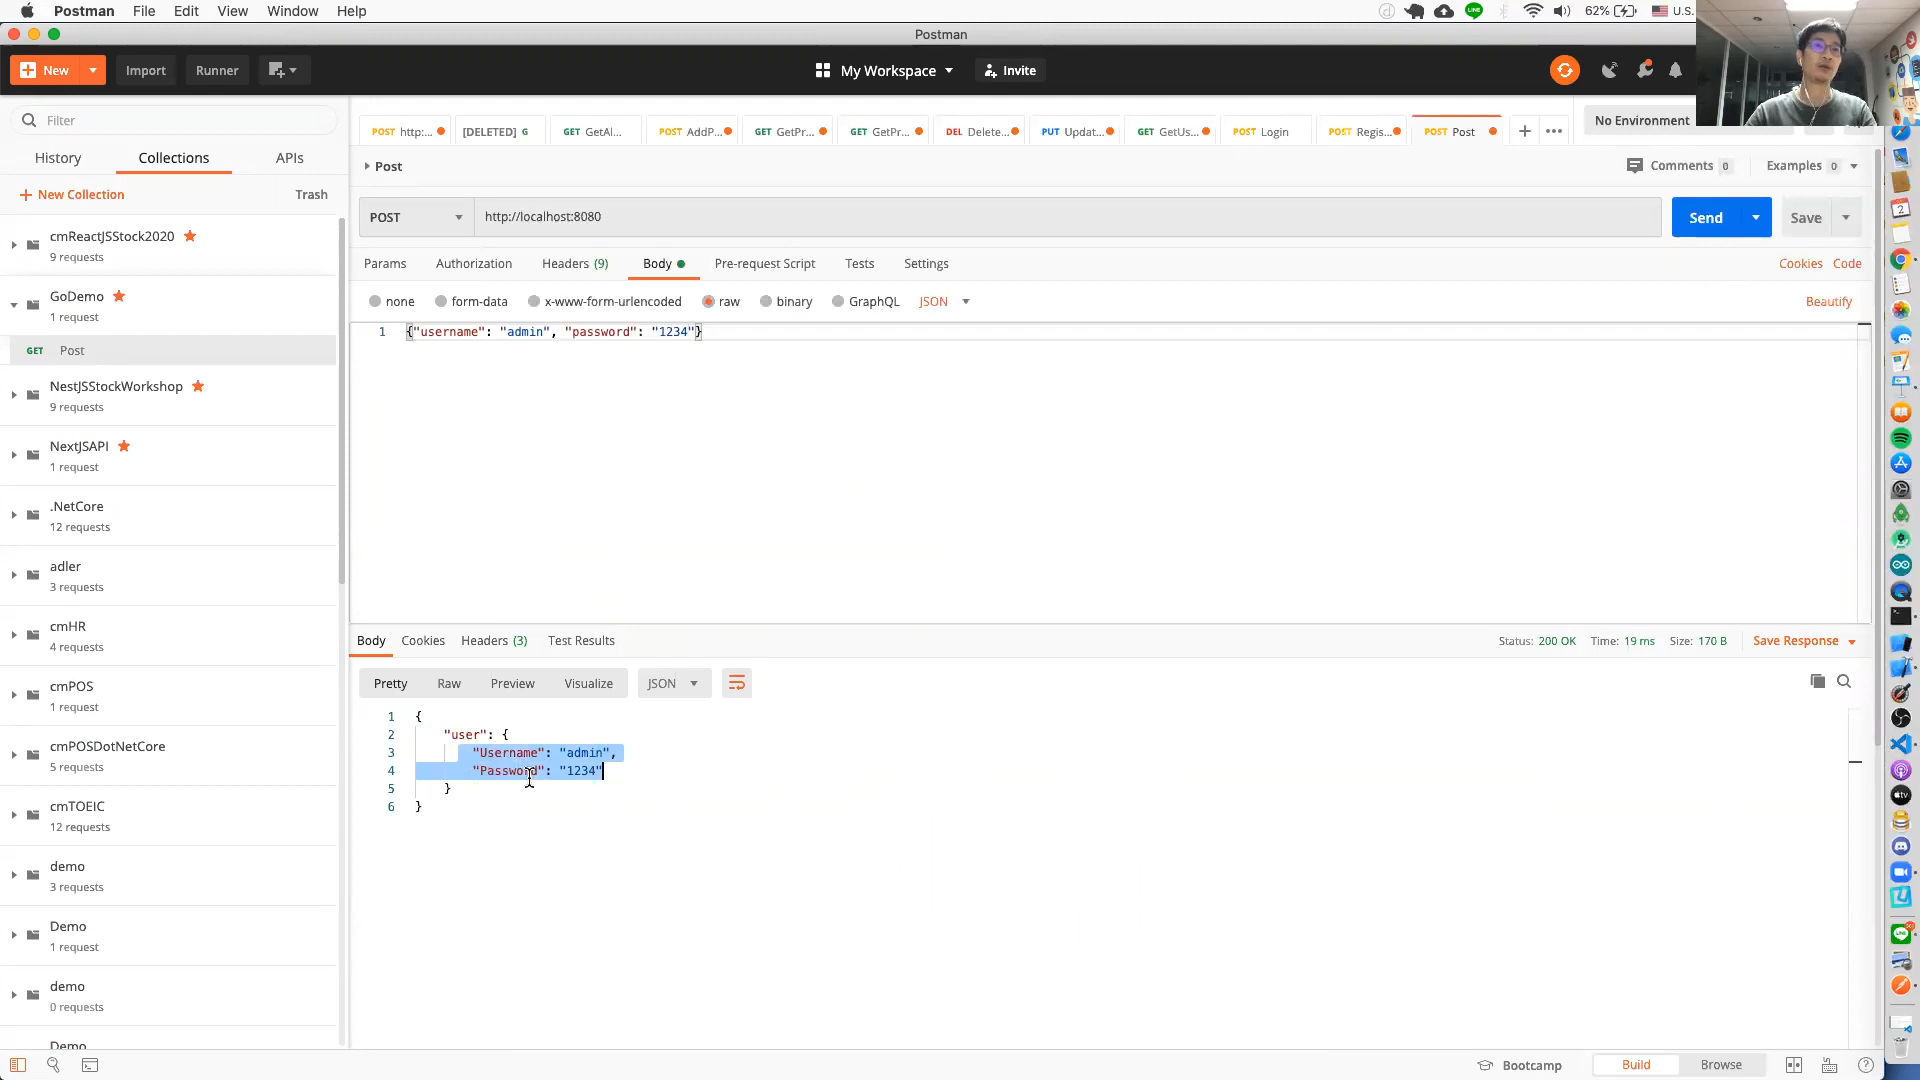 Postman File Edit View Window Help
62% U.S.
Postman
New Import Runner My Workspace Invite
Filter
History Collections APIs
New Collection Trash
cmReactJSStock2020
9 requests
GoDemo
1 request
GET Post
NestJSStockWorkshop
9 requests
NextJSAPI
1 request
.NetCore
12 requests
adler
3 requests
cmHR
4 requests
cmPOS
1 request
cmPOSDotNetCore
5 requests
cmTOEIC
12 requests
demo
3 requests
Demo
1 request
demo
0 requests
Demo
POST http:... [DELETED] G GET GetAl... POST AddP... GET GetPr... GET GetPr... DEL Delete... PUT Updat... GET GetUs... POST Login POST Regis... POST Post No Environment
Post Comments 0 Examples 0
POST http://localhost:8080 Send Save
Params Authorization Headers (9) Body Pre-request Script Tests Settings Cookies Code
none form-data x-www-form-urlencoded raw binary GraphQL JSON Beautify
1 {"username": "admin", "password": "1234"}
Body Cookies Headers (3) Test Results Status: 200 OK Time: 19 ms Size: 170 B Save Response
Pretty Raw Preview Visualize JSON
1 {
2 "user": {
3 "Username": "admin",
4 "Password": "1234"
5 }
6 }
Bootcamp Build Browse